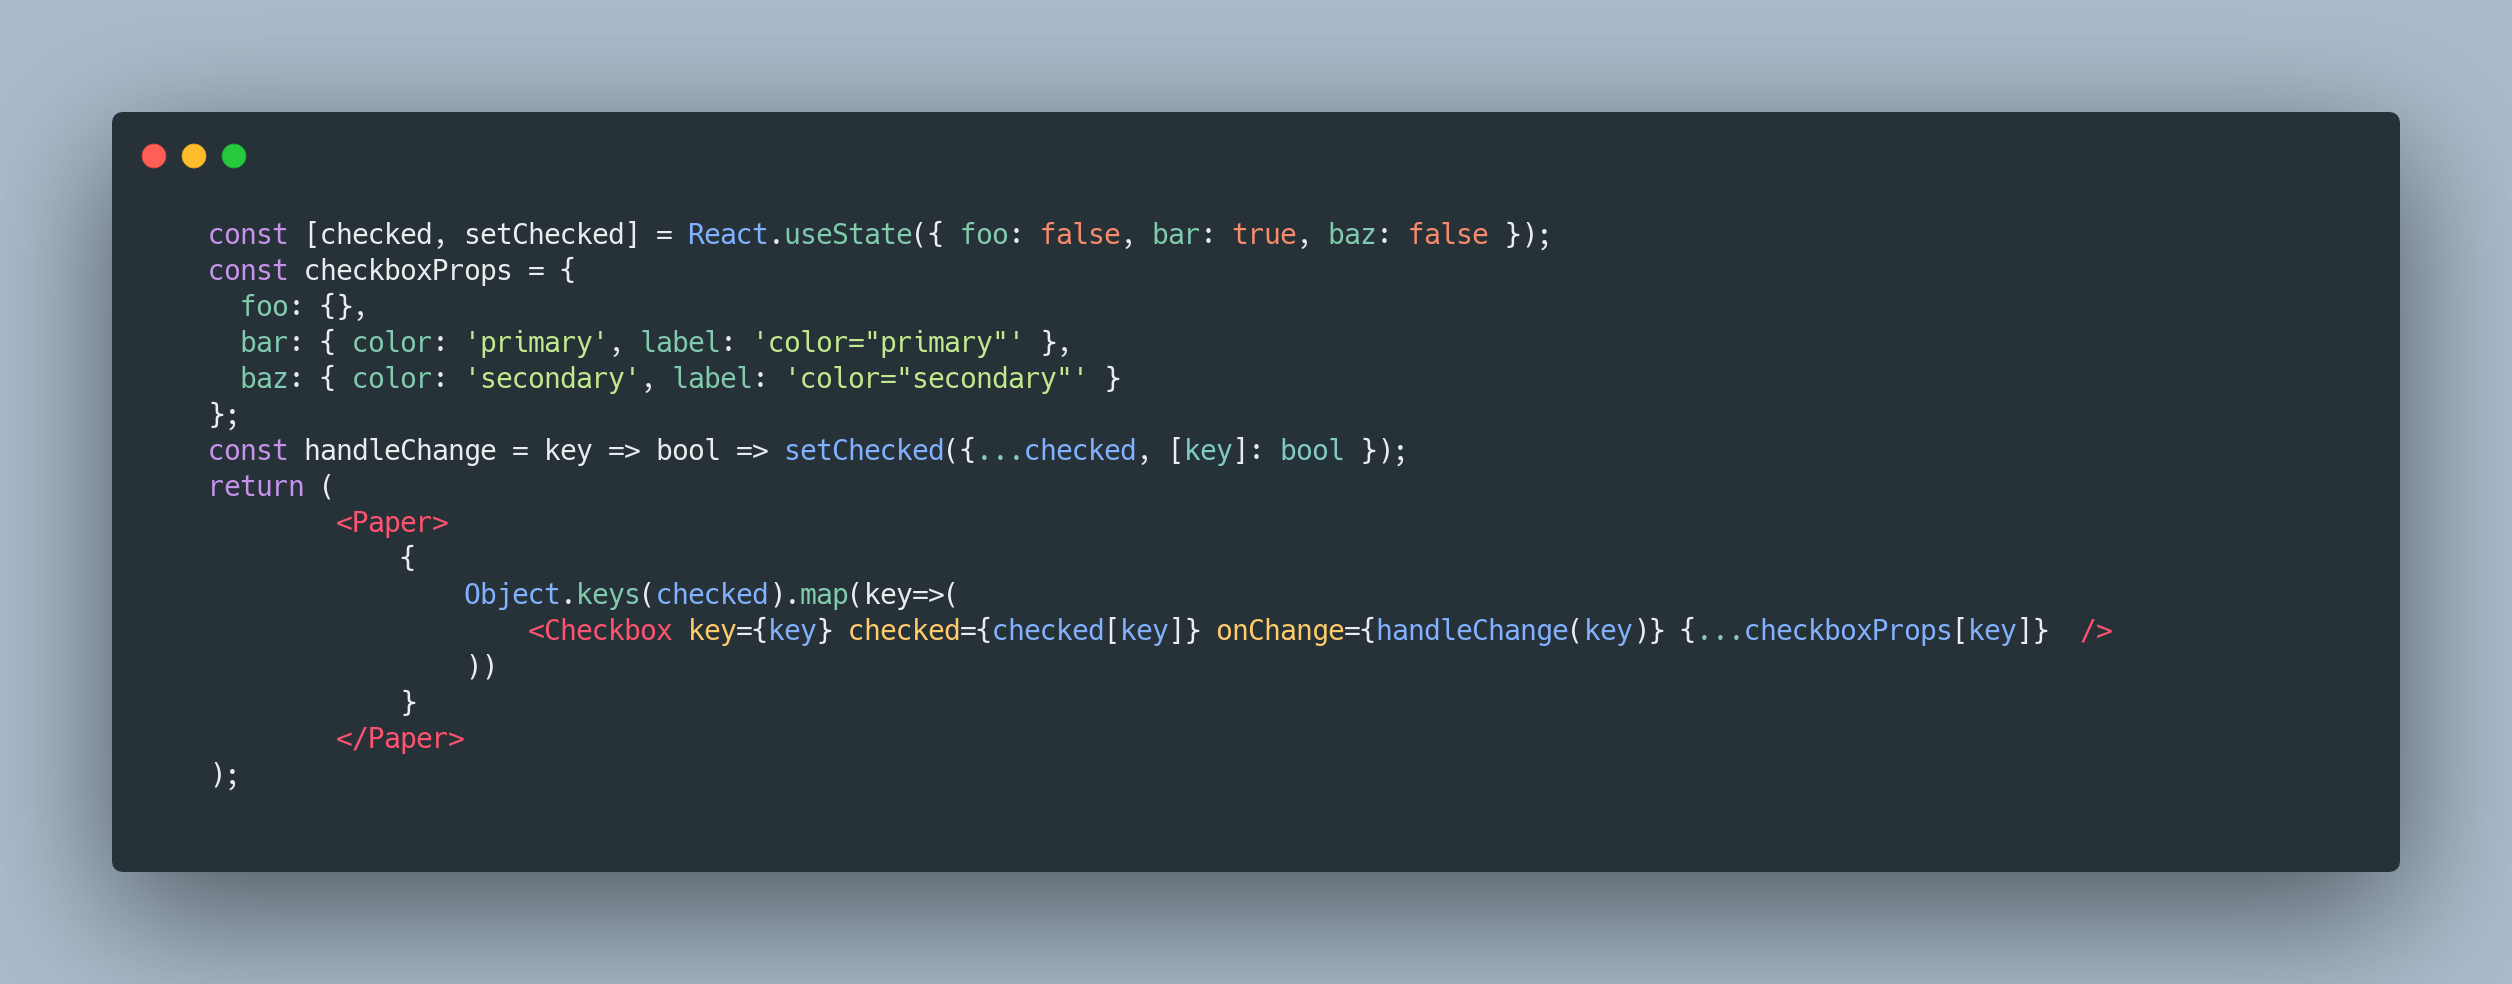 const [checked, setChecked] = React.useState({ foo: false, bar: true, baz: false });
const checkboxProps = {
  foo: {},
  bar: { color: 'primary', label: 'color="primary"' },
  baz: { color: 'secondary', label: 'color="secondary"' }
};
const handleChange = key => bool => setChecked({...checked, [key]: bool });
return (
        <Paper>
            {
                Object.keys(checked).map(key=>(
                    <Checkbox key={key} checked={checked[key]} onChange={handleChange(key)} {...checkboxProps[key]}  />
                ))
            }
        </Paper>
);